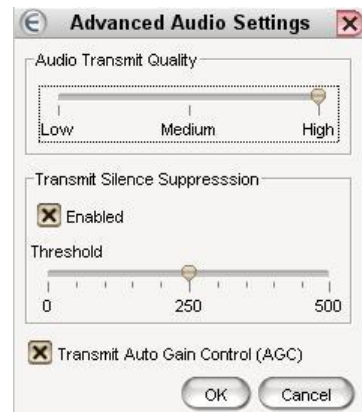 Advanced Audio Settings
Audio Transmit Quality
Low Medium High
Transmit Silence Suppresssion
Enabled
Threshold
0 250 500
Transmit Auto Gain Control (AGC)
OK Cancel